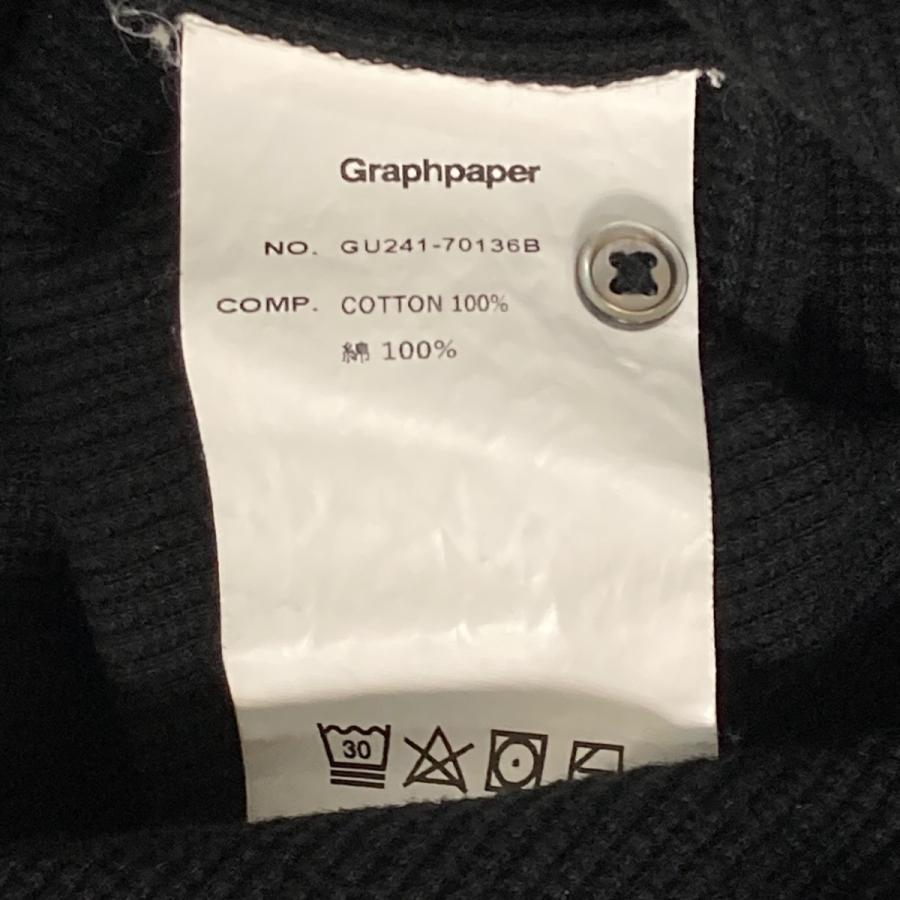 Graphpaper
NO. GU241-70136B
COMP. COTTON 100%
綿 100%
30